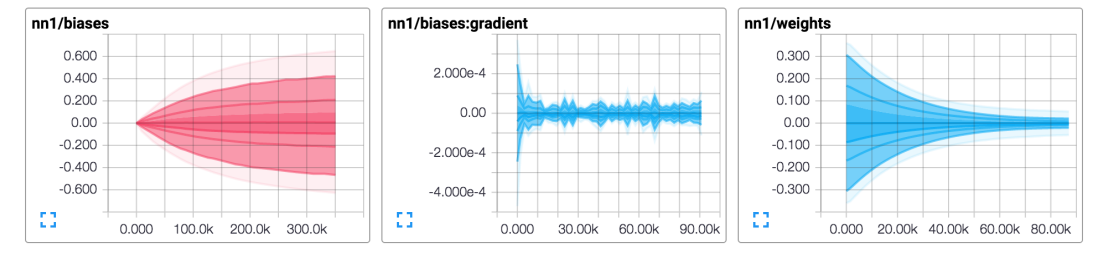 nn1/biases
0.600
0.400
0.200
0.00
-0.200
-0.400
-0.600
0.000 100.0k 200.0k 300.0k
nn1/biases:gradient
2.000e-4
0.00
-2.000e-4
-4.000e-4
0.000 30.00k 60.00k 90.00k
nn1/weights
0.300
0.200
0.100
0.00
-0.100
-0.200
-0.300
0.000 20.00k 40.00k 60.00k 80.00k